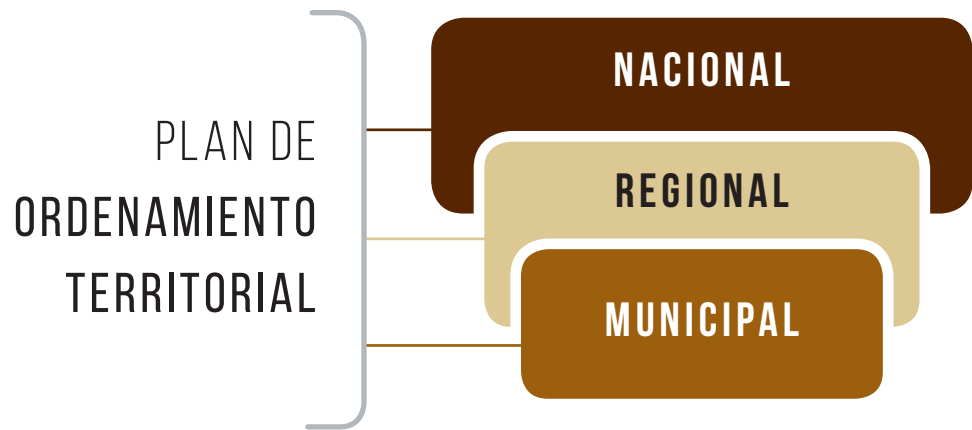 PLAN DE
ORDENAMIENTO
TERRITORIAL
NACIONAL
REGIONAL
MUNICIPAL